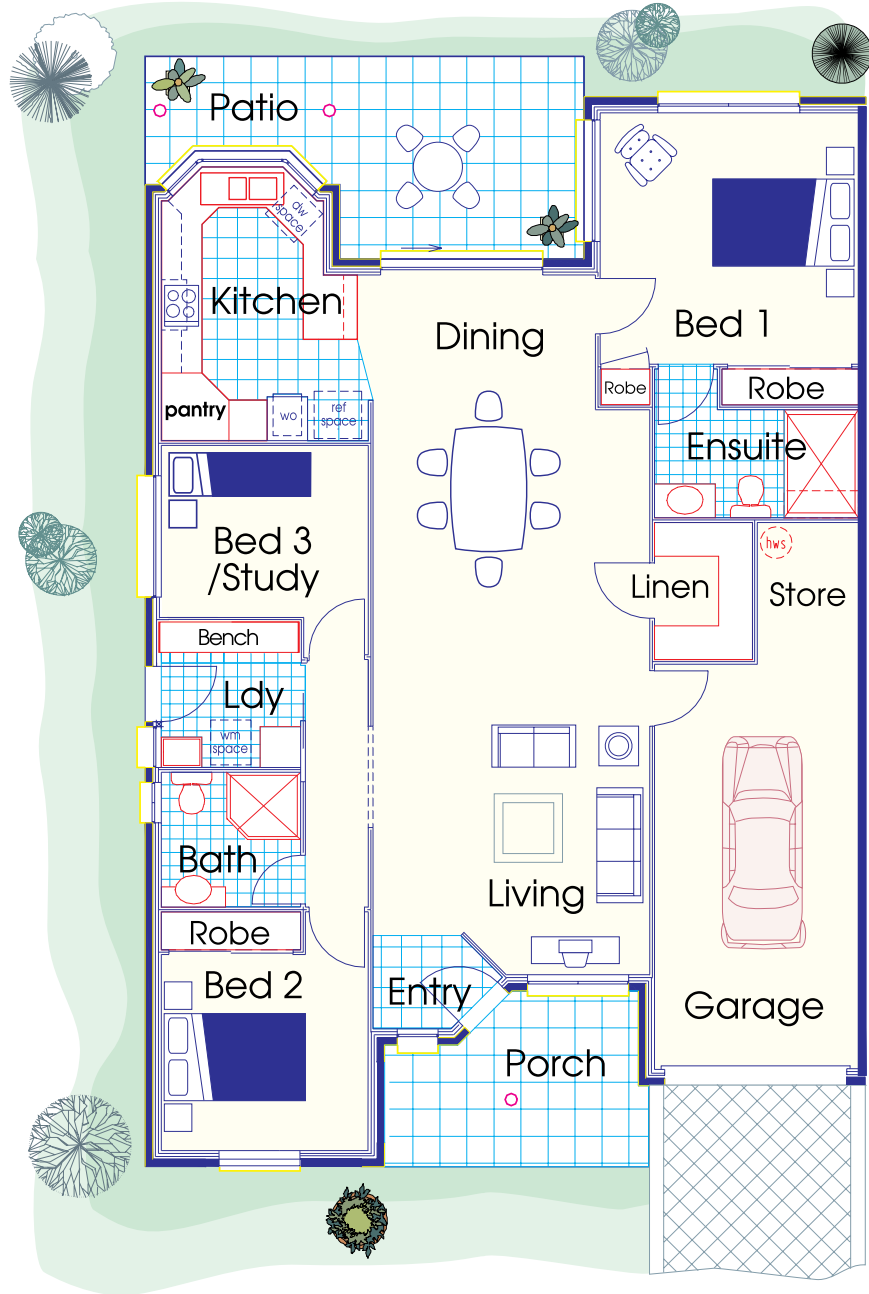 Patio
dw
space
Kitchen
Dining
Bed 1
Robe
Robe
pantry
wo
ref
space
Ensuite
Bed 3
/Study
hws
Linen
Store
Bench
Ldy
wm
space
Bath
Living
Robe
Bed 2
Entry
Garage
Porch